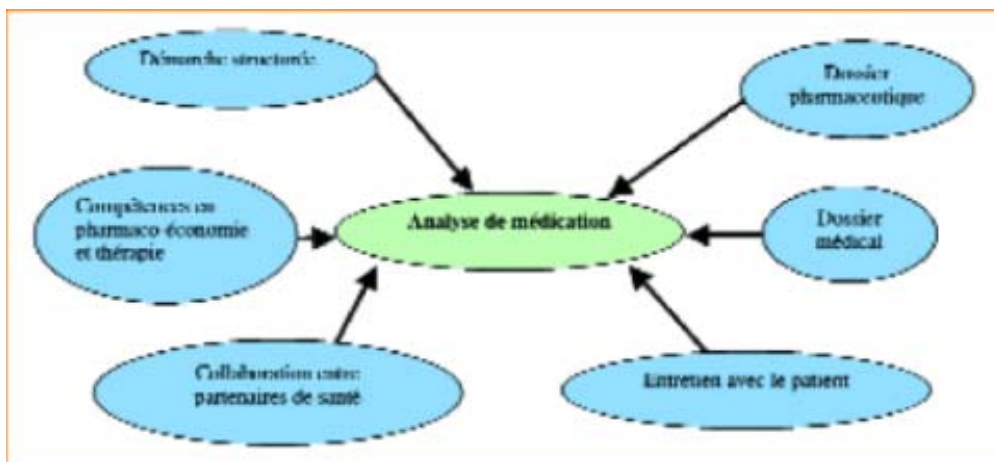 Démarche structurée
Dossier
pharmaceutique
Compétences en
pharmaco-économie
et thérapie
Analyse de médication
Dossier
médical
Collaboration entre
partenaires de santé
Entretien avec le patient